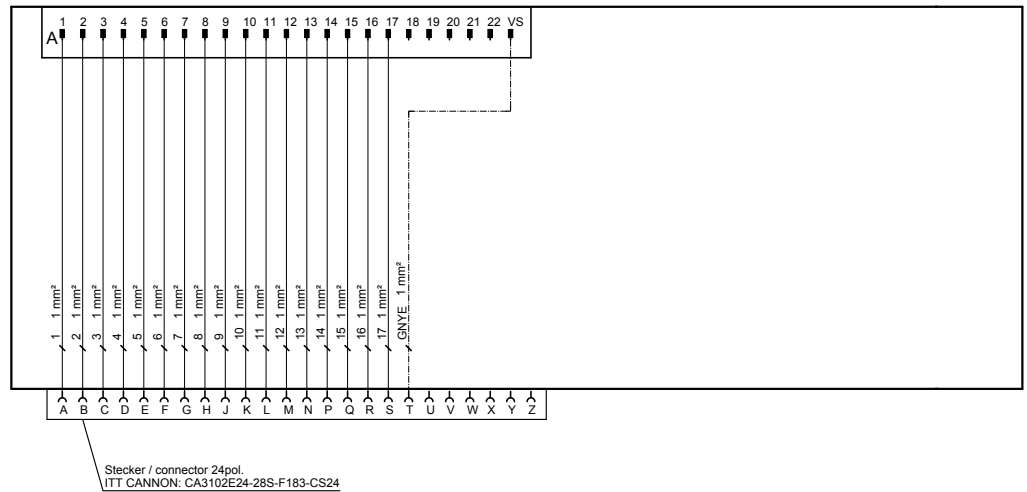 1 2 3 4 5 6 7 8 9 10 11 12 13 14 15 16 17 18 19 20 21 22 VS
A
1 1 mm²
2 1 mm²
3 1 mm²
4 1 mm²
5 1 mm²
6 1 mm²
7 1 mm²
8 1 mm²
9 1 mm²
10 1 mm²
11 1 mm²
12 1 mm²
13 1 mm²
14 1 mm²
15 1 mm²
16 1 mm²
17 1 mm²
GNYE 1 mm²
A B C D E F G H J K L M N P Q R S T U V W X Y Z
Stecker / connector 24pol.
ITT CANNON: CA3102E24-28S-F183-CS24